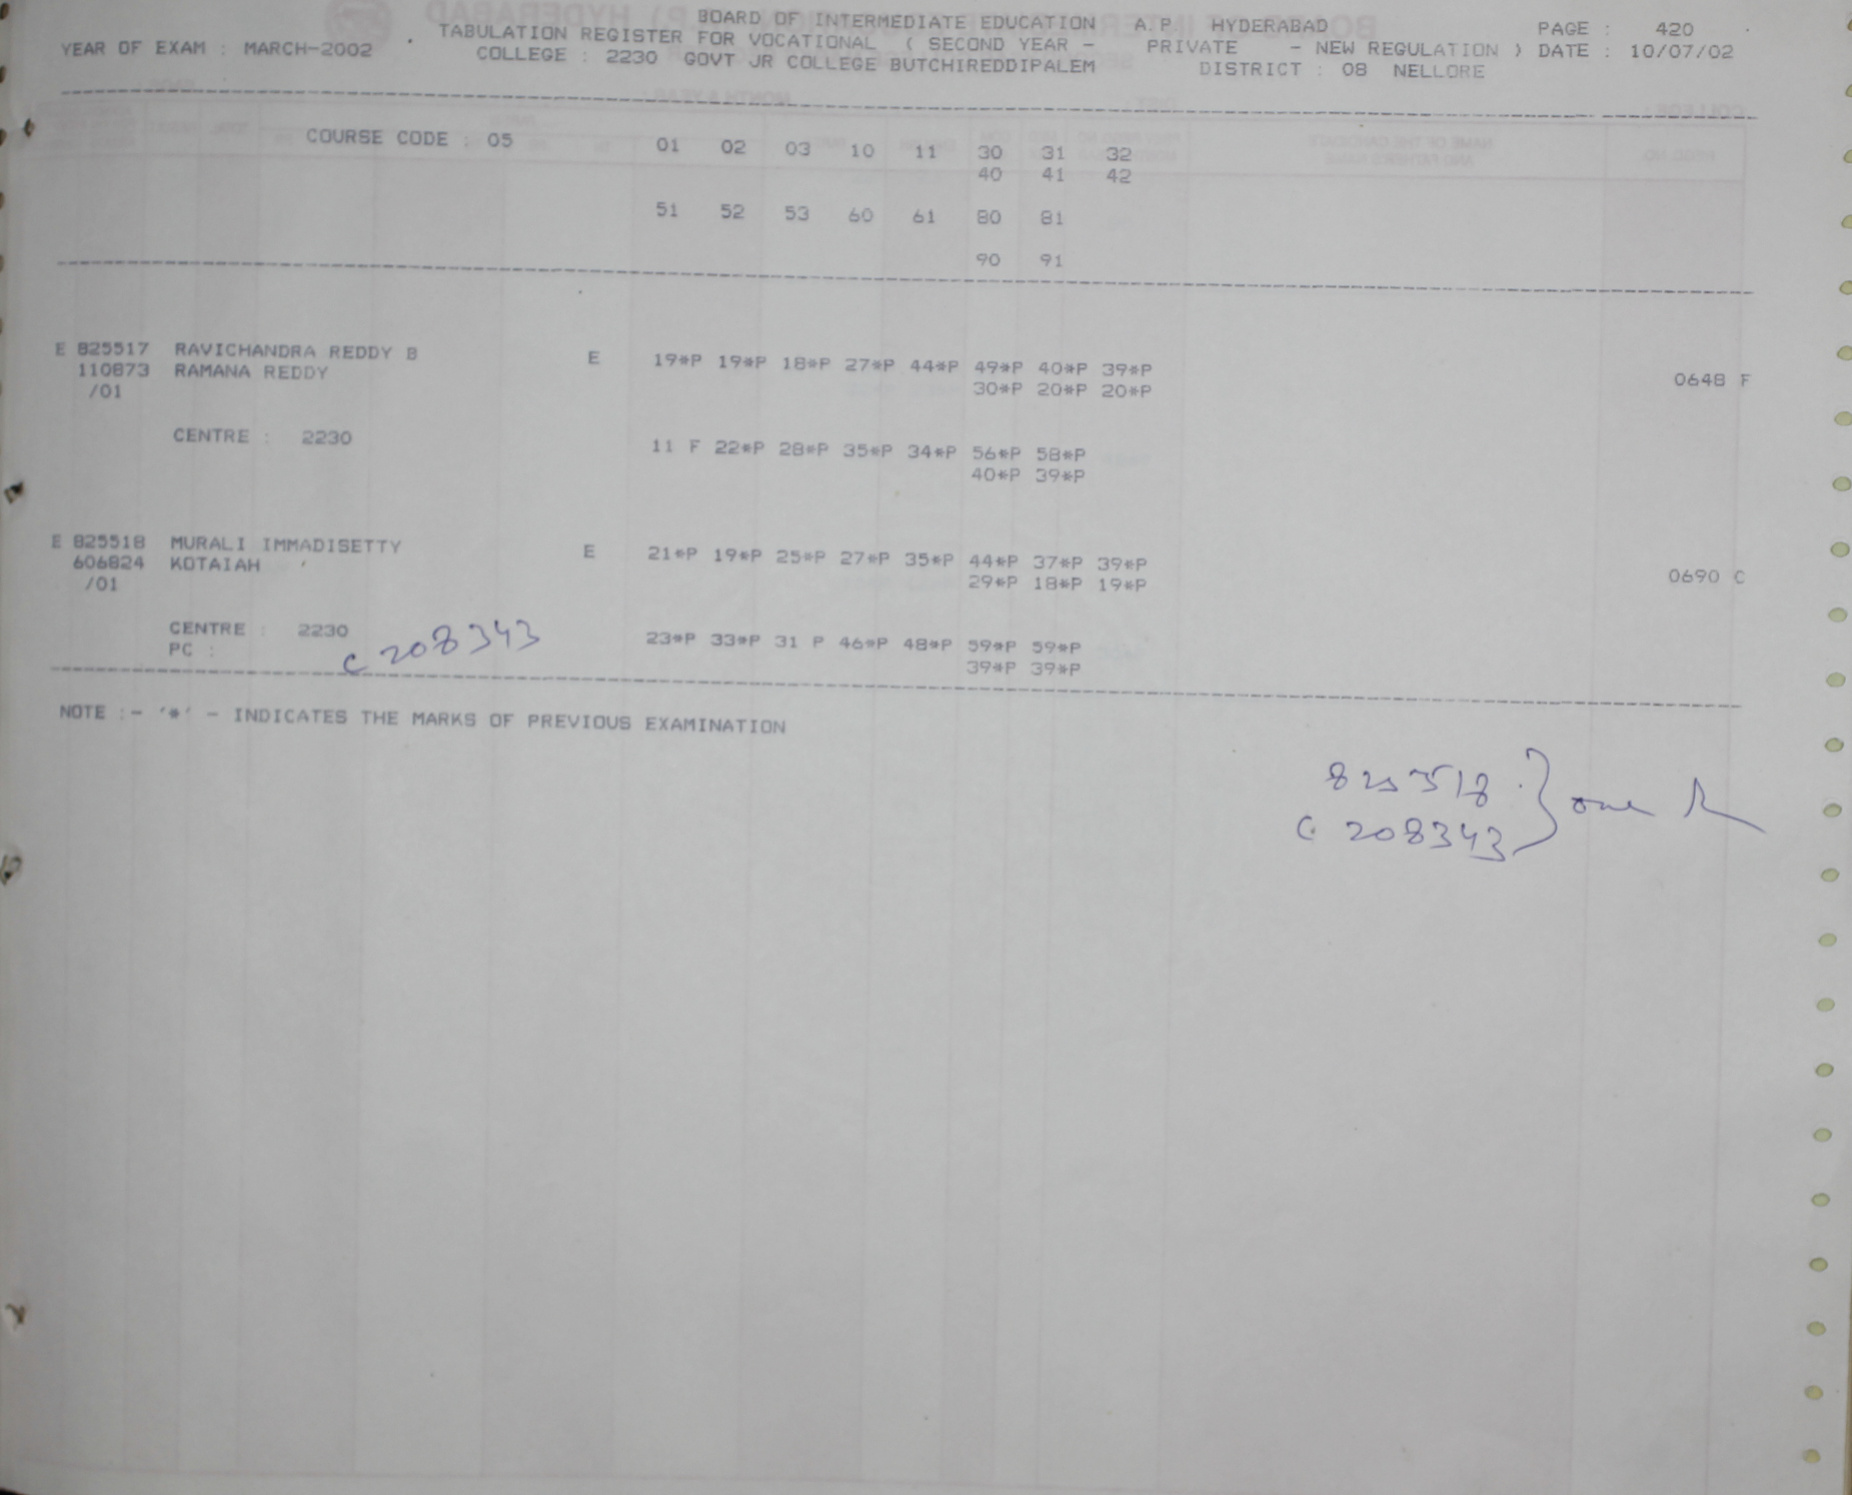 BOARD OF INTERMEDIATE EDUCATION A.P HYDERABAD PAGE : 420
YEAR OF EXAM : MARCH-2002 TABULATION REGISTER FOR VOCATIONAL ( SECOND YEAR - PRIVATE - NEW REGULATION ) DATE : 10/07/02
COLLEGE : 2230 GOVT JR COLLEGE BUTCHIREDDIPALEM DISTRICT : 08 NELLORE
COURSE CODE : 05 01 02 03 10 11 30 31 32
40 41 42
51 52 53 60 61 80 81
90 91
E 825517 RAVICHANDRA REDDY B E 19*P 19*P 18*P 27*P 44*P 49*P 40*P 39*P
110873 RAMANA REDDY 30*P 20*P 20*P 0648 F
/01
CENTRE : 2230 11 F 22*P 28*P 35*P 34*P 56*P 58*P
40*P 39*P
E 825518 MURALI IMMADISETTY E 21*P 19*P 25*P 27*P 35*P 44*P 37*P 39*P
606824 KOTAIAH 29*P 18*P 19*P 0690 C
/01
CENTRE : 2230 23*P 33*P 31 P 46*P 48*P 59*P 59*P
PC : C 208343 39*P 39*P
NOTE :- '*' - INDICATES THE MARKS OF PREVIOUS EXAMINATION
825518
C 208343 } one